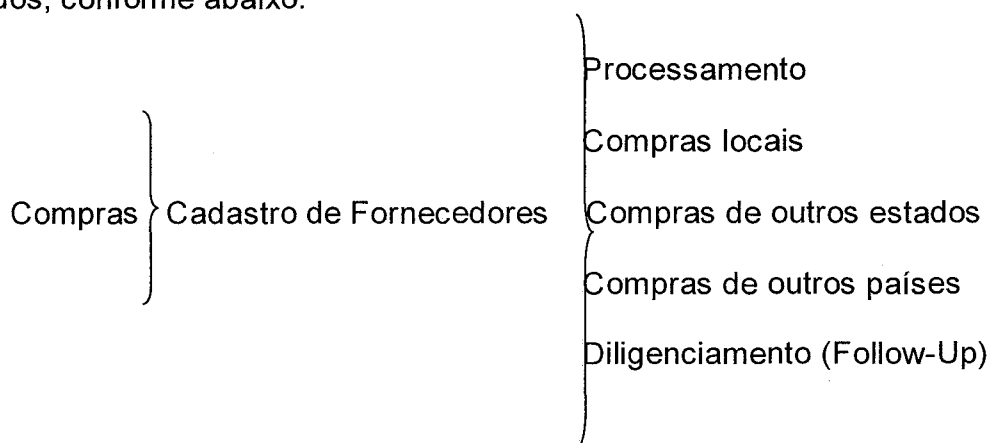 conforme abaixo:
Processamento
Compras locais
Compras Cadastro de Fornecedores Compras de outros estados
Compras de outros países
Diligenciamento (Follow-Up)